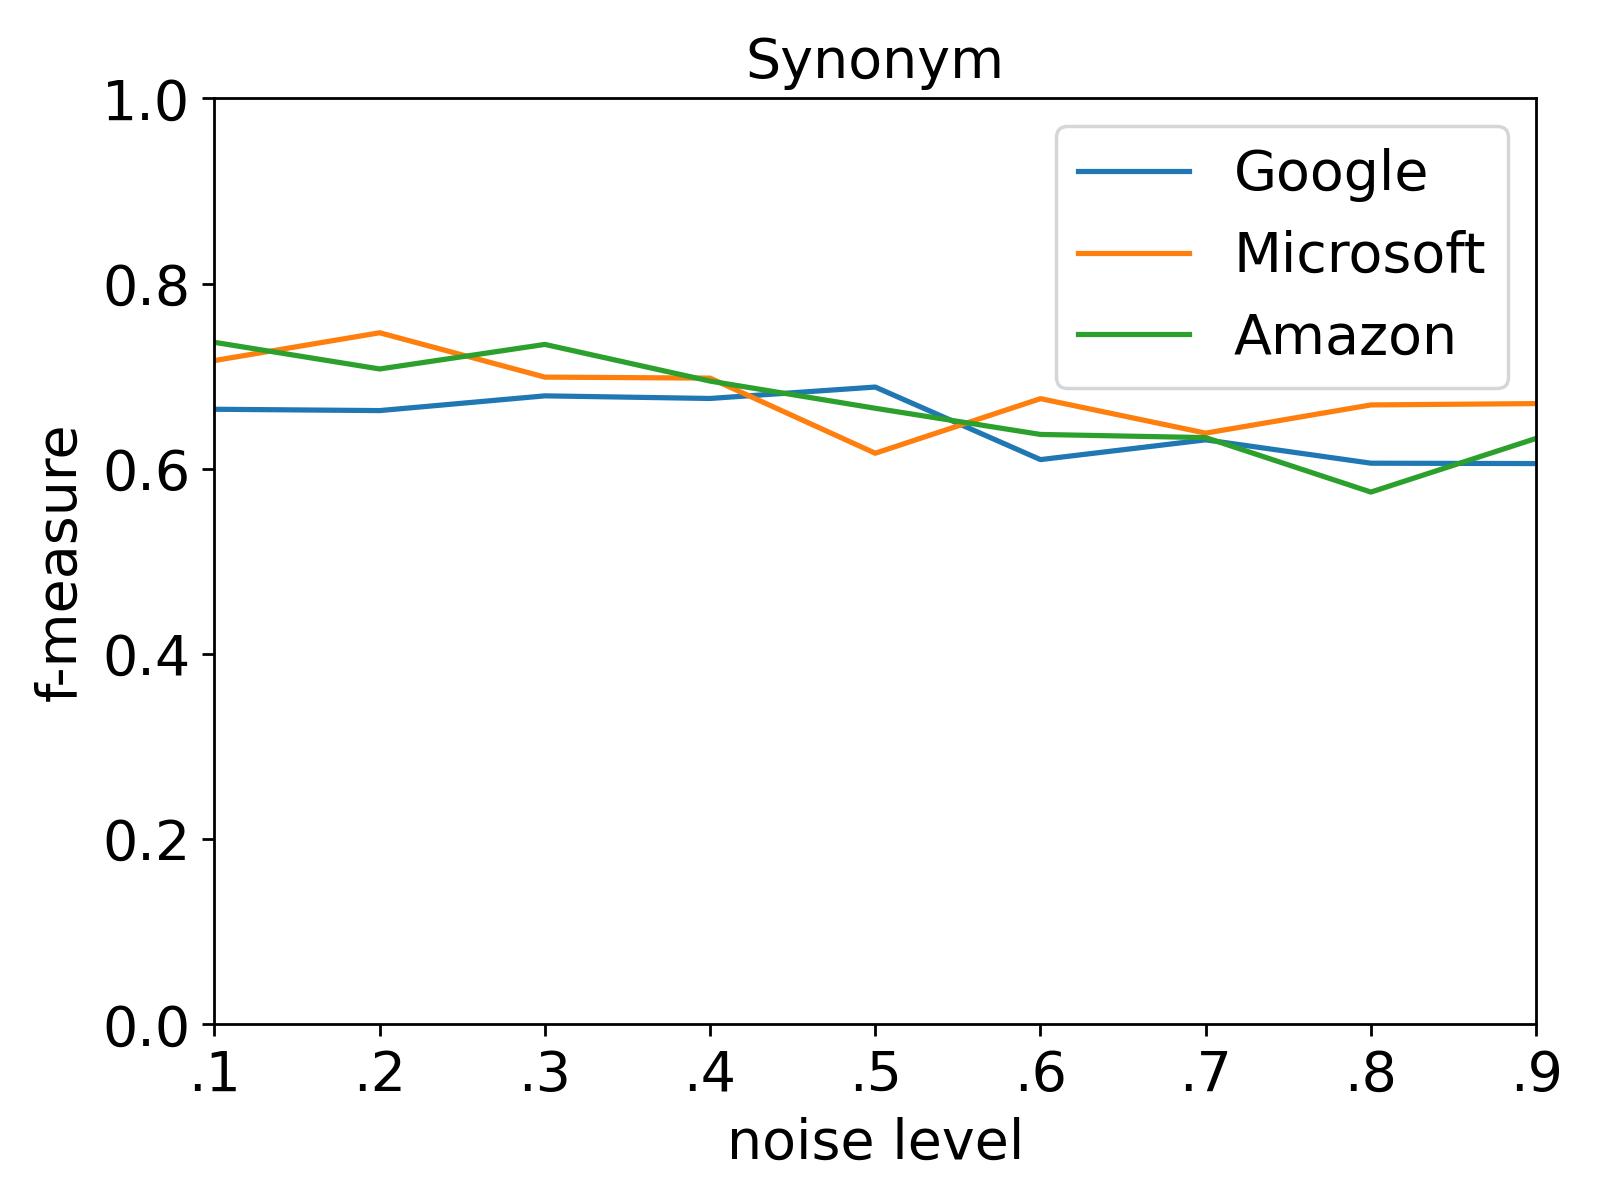 Synonym
1.0
0.8
0.6
0.4
0.2
0.0
f-measure
Google
Microsoft
Amazon
.1 .2 .3 .4 .5 .6 .7 .8 .9
noise level